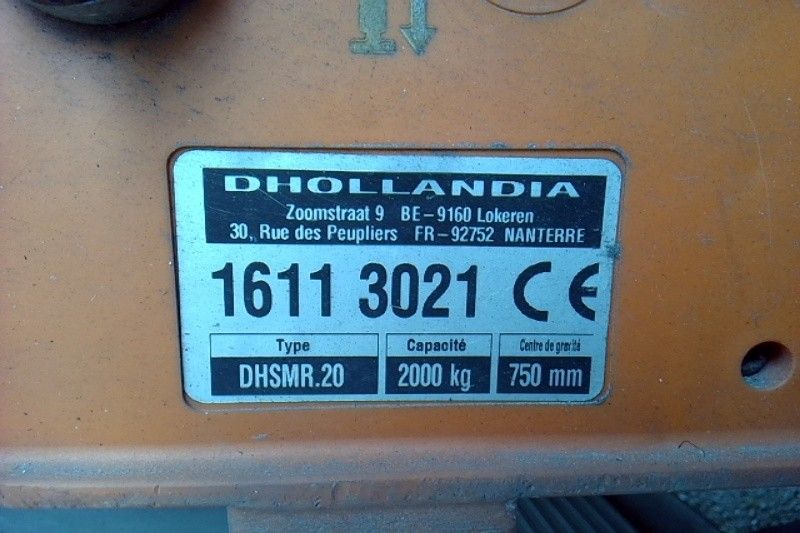 DHOLLANDIA
Zoomstraat 9 BE-9160 Lokeren
30, Rue des Peupliers FR-92752 NANTERRE
1611 3021 CE
Type Capacité Centre de gravité
DHSMR.20 2000 kg 750 mm